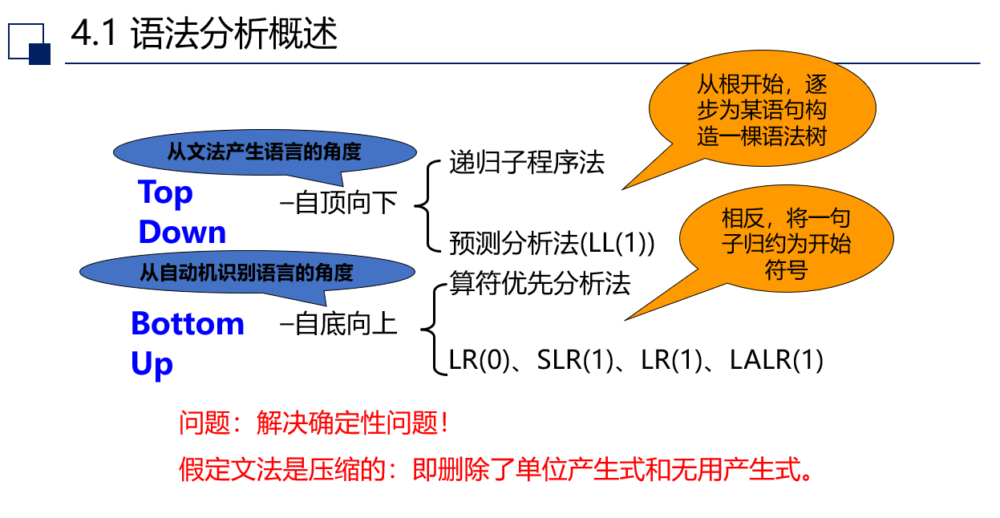 4.1 语法分析概述
从根开始，逐
步为某语句构
造一棵语法树
从文法产生语言的角度
递归子程序法
Top
Down
–自顶向下
预测分析法(LL(1))
相反，将一句
子归约为开始
符号
从自动机识别语言的角度
算符优先分析法
Bottom
Up
–自底向上
LR(0)、SLR(1)、LR(1)、LALR(1)
问题：解决确定性问题！
假定文法是压缩的：即删除了单位产生式和无用产生式。